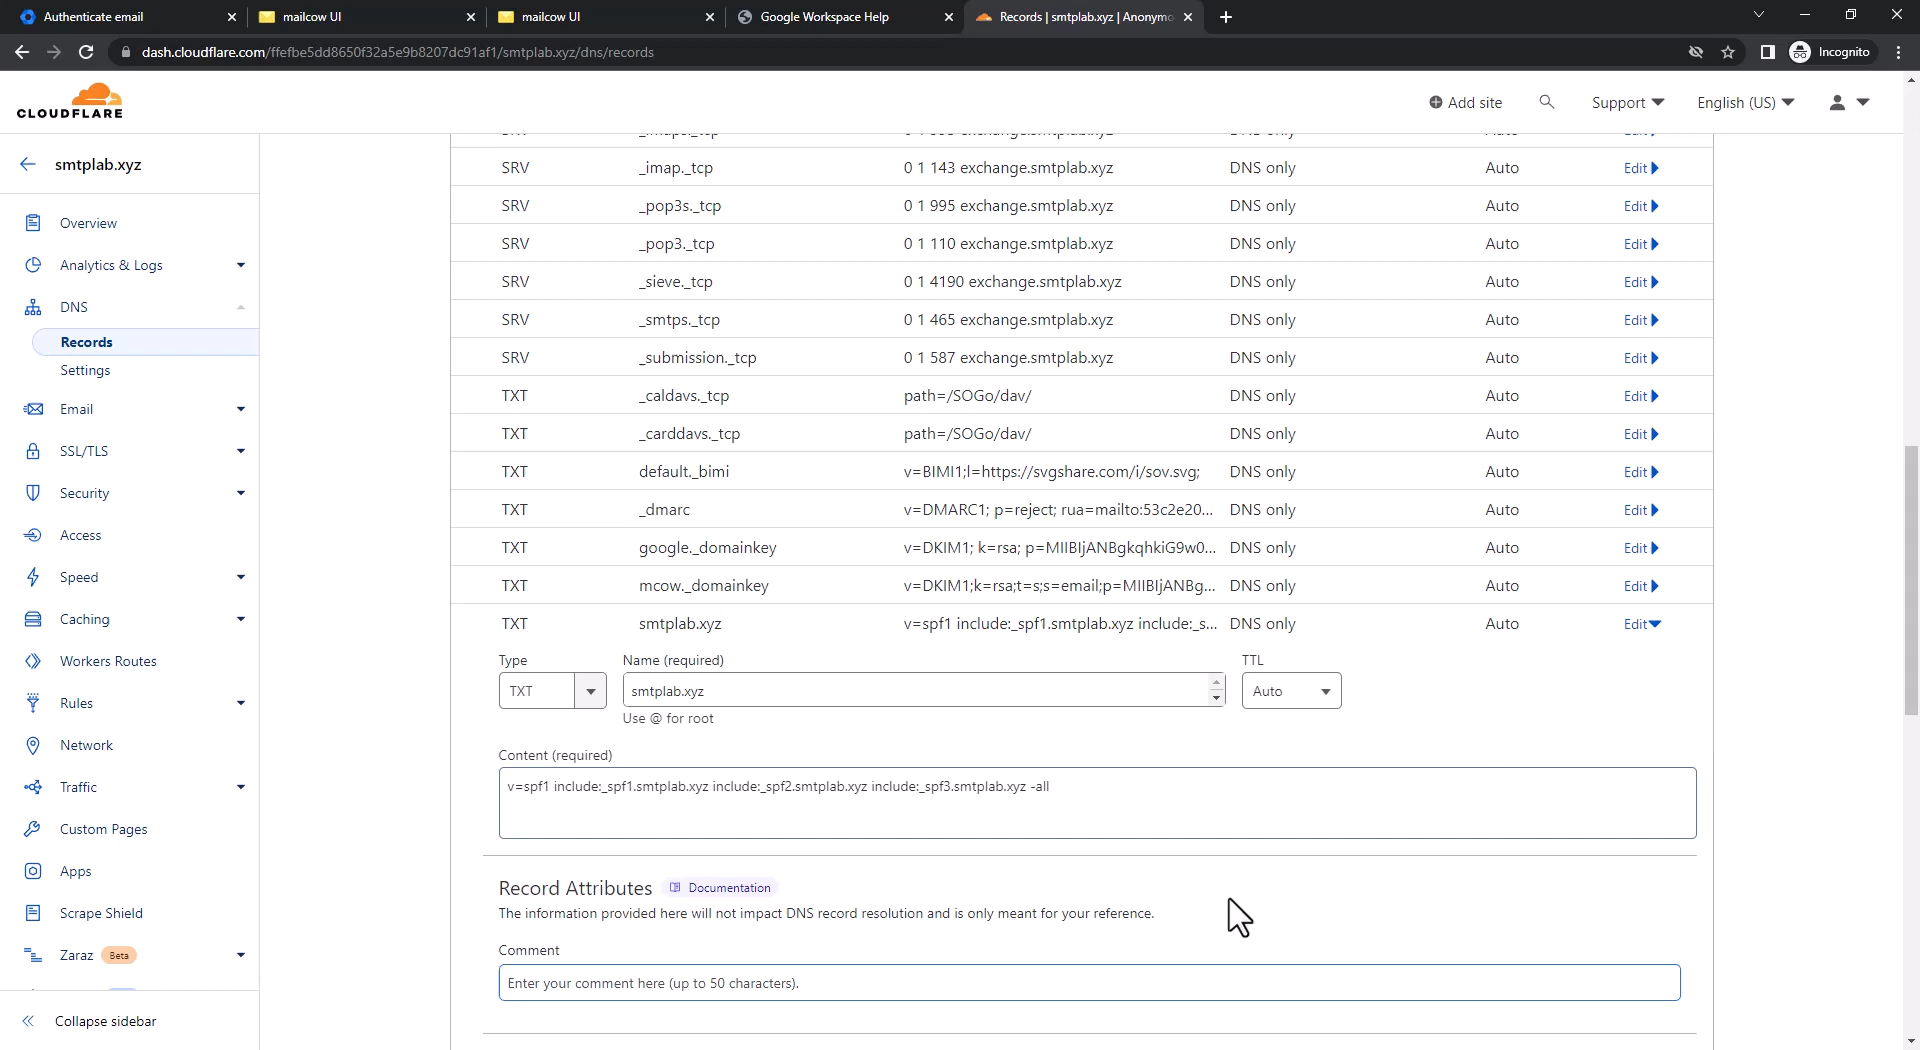 Authenticate email
mailcow UI
mailcow UI
Google Workspace Help
Records | smtplab.xyz | Anonymo
dash.cloudflare.com/ffefbe5dd8650f32a5e9b8207dc91af1/smtplab.xyz/dns/records
Incognito
CLOUDFLARE
Add site
Support
English (US)
smtplab.xyz
Overview
Analytics & Logs
DNS
Records
Settings
Email
SSL/TLS
Security
Access
Speed
Caching
Workers Routes
Rules
Network
Traffic
Custom Pages
Apps
Scrape Shield
Zaraz Beta
Collapse sidebar
SRV _imap._tcp 0 1 143 exchange.smtplab.xyz DNS only Auto Edit
SRV _pop3s._tcp 0 1 995 exchange.smtplab.xyz DNS only Auto Edit
SRV _pop3._tcp 0 1 110 exchange.smtplab.xyz DNS only Auto Edit
SRV _sieve._tcp 0 1 4190 exchange.smtplab.xyz DNS only Auto Edit
SRV _smtps._tcp 0 1 465 exchange.smtplab.xyz DNS only Auto Edit
SRV _submission._tcp 0 1 587 exchange.smtplab.xyz DNS only Auto Edit
TXT _caldavs._tcp path=/SOGo/dav/ DNS only Auto Edit
TXT _carddavs._tcp path=/SOGo/dav/ DNS only Auto Edit
TXT default._bimi v=BIMI1;l=https://svgshare.com/i/sov.svg; DNS only Auto Edit
TXT _dmarc v=DMARC1; p=reject; rua=mailto:53c2e20... DNS only Auto Edit
TXT google._domainkey v=DKIM1; k=rsa; p=MIIBIjANBgkqhkiG9w0... DNS only Auto Edit
TXT mcow._domainkey v=DKIM1;k=rsa;t=s;s=email;p=MIIBIjANBg... DNS only Auto Edit
TXT smtplab.xyz v=spf1 include:_spf1.smtplab.xyz include:_s... DNS only Auto Edit
Type Name (required) TTL
TXT smtplab.xyz Auto
Use @ for root
Content (required)
v=spf1 include:_spf1.smtplab.xyz include:_spf2.smtplab.xyz include:_spf3.smtplab.xyz -all
Record Attributes Documentation
The information provided here will not impact DNS record resolution and is only meant for your reference.
Comment
Enter your comment here (up to 50 characters).